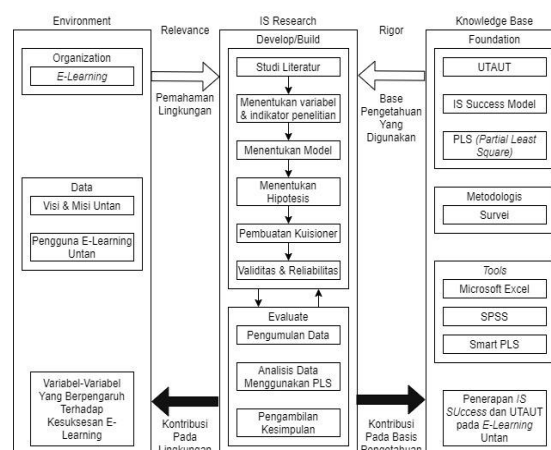 Environment
Relevance
IS Research
Rigor
Knowledge Base
Organization
E-Learning
Pemahaman
Lingkungan
Data
Visi & Misi Untan
Pengguna E-Learning
Untan
Variabel-Variabel
Yang Berpengaruh
Terhadap
Kesuksesan E-
Learning
Kontribusi
Pada
Lingkungan
Develop/Build
Studi Literatur
Menentukan variabel
& indikator penelitian
Menentukan Model
Menentukan
Hipotesis
Pembuatan Kuisioner
Validitas & Reliabilitas
Evaluate
Pengumulan Data
Analisis Data
Menggunakan PLS
Pengambilan
Kesimpulan
Base
Pengetahuan
Yang
Digunakan
Kontribusi
Pada Basis
Pengetahuan
Foundation
UTAUT
IS Success Model
PLS (Partial Least
Square)
Metodologis
Survei
Tools
Microsoft Excel
SPSS
Smart PLS
Penerapan IS
SUccess dan UTAUT
pada E-Learning
Untan